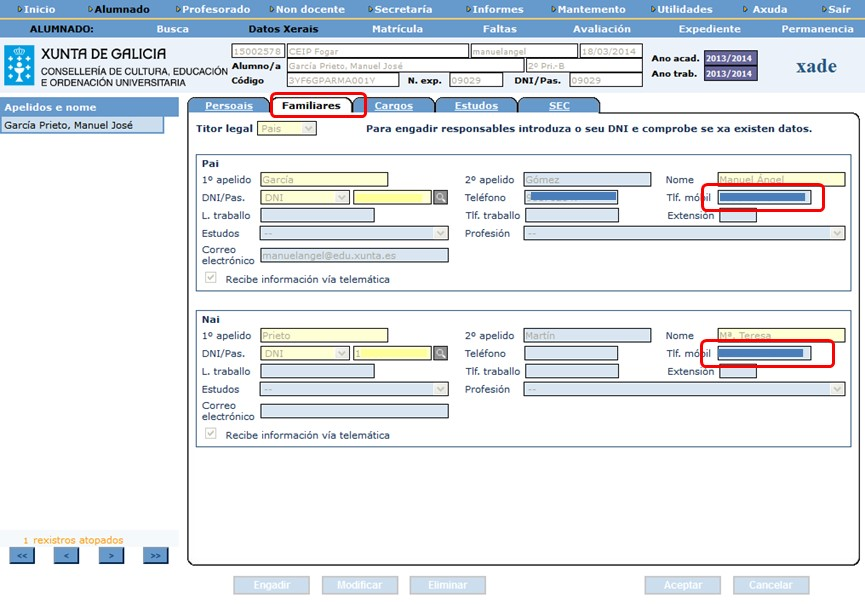 Inicio Alumnado Profesorado Non docente Secretaría Informes Mantemento Utilidades Axuda Sair
ALUMNADO: Busca Datos Xerais Matrícula Faltas Avaliación Expediente Permanencia
XUNTA DE GALICIA
CONSELLERÍA DE CULTURA, EDUCACIÓN
E ORDENACIÓN UNIVERSITARIA
15002578 CEIP Fogar manuelangel 18/03/2014
Alumno/a García Prieto, Manuel José 2º Pri.-B
Código 3YF6GPARMA001Y N. exp. 09029 DNI/Pas. 09029
Ano acad. 2013/2014
Ano trab. 2013/2014
xade
Apelidos e nome
García Prieto, Manuel José
Persoais Familiares Cargos Estudos SEC
Titor legal Pais Para engadir responsables introduza o seu DNI e comprobe se xa existen datos.
Pai
1º apelido García 2º apelido Gómez Nome Manuel Ángel
DNI/Pas. DNI Teléfono Tlf. móbil
L. traballo Tlf. traballo Extensión
Estudos -- Profesión --
Correo
electrónico manuelangel@edu.xunta.es
Recibe información vía telemática
Nai
1º apelido Prieto 2º apelido Martín Nome Mª. Teresa
DNI/Pas. DNI 1 Teléfono Tlf. móbil
L. traballo Tlf. traballo Extensión
Estudos -- Profesión --
Correo
electrónico
Recibe información vía telemática
1 rexistros atopados
<< < > >>
Engadir Modificar Eliminar Aceptar Cancelar